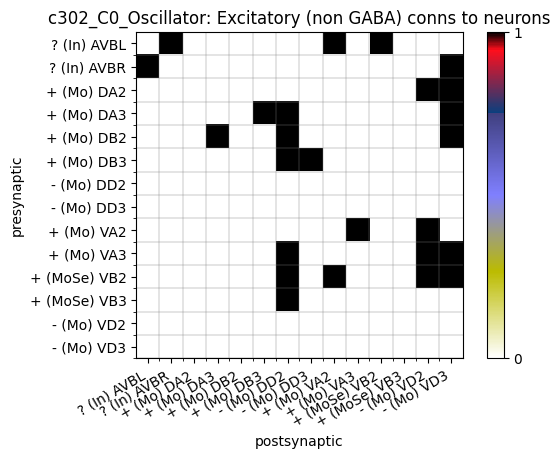 c302_C0_Oscillator: Excitatory (non GABA) conns to neurons
presynaptic
? (In) AVBL
? (In) AVBR
+ (Mo) DA2
+ (Mo) DA3
+ (Mo) DB2
+ (Mo) DB3
- (Mo) DD2
- (Mo) DD3
+ (Mo) VA2
+ (Mo) VA3
+ (MoSe) VB2
+ (MoSe) VB3
- (Mo) VD2
- (Mo) VD3
? (In) AVBL
? (In) AVBR
+ (Mo) DA2
+ (Mo) DA3
+ (Mo) DB2
+ (Mo) DB3
- (Mo) DD2
- (Mo) DD3
+ (Mo) VA2
+ (Mo) VA3
+ (MoSe) VB2
+ (MoSe) VB3
- (Mo) VD2
- (Mo) VD3
postsynaptic
1
0